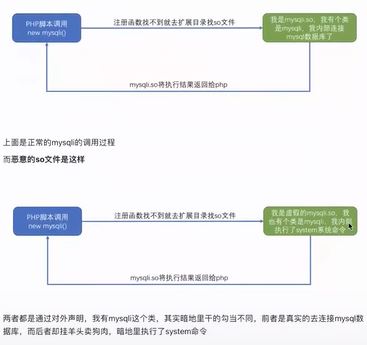 PHP脚本调用
new mysqli()
注册函数找不到就去扩展目录找so文件
我是mysqli.so，我有个类
是mysqli，我内部连接
mysql数据库了
mysqli.so将执行结果返回给php
上面是正常的mysqli的调用过程
而恶意的so文件是这样
PHP脚本调用
new mysqli()
注册函数找不到就去扩展目录找so文件
我是虚假的mysqli.so，我
也有个类是mysqli，我内部
执行了system系统命令
mysqli.so将执行结果返回给php
两者都是通过对外声明，我有mysqli这个类，其实暗地里干的勾当不同，前者是真实的去连接mysql数
据库，而后者却挂羊头卖狗肉，暗地里执行了system命令